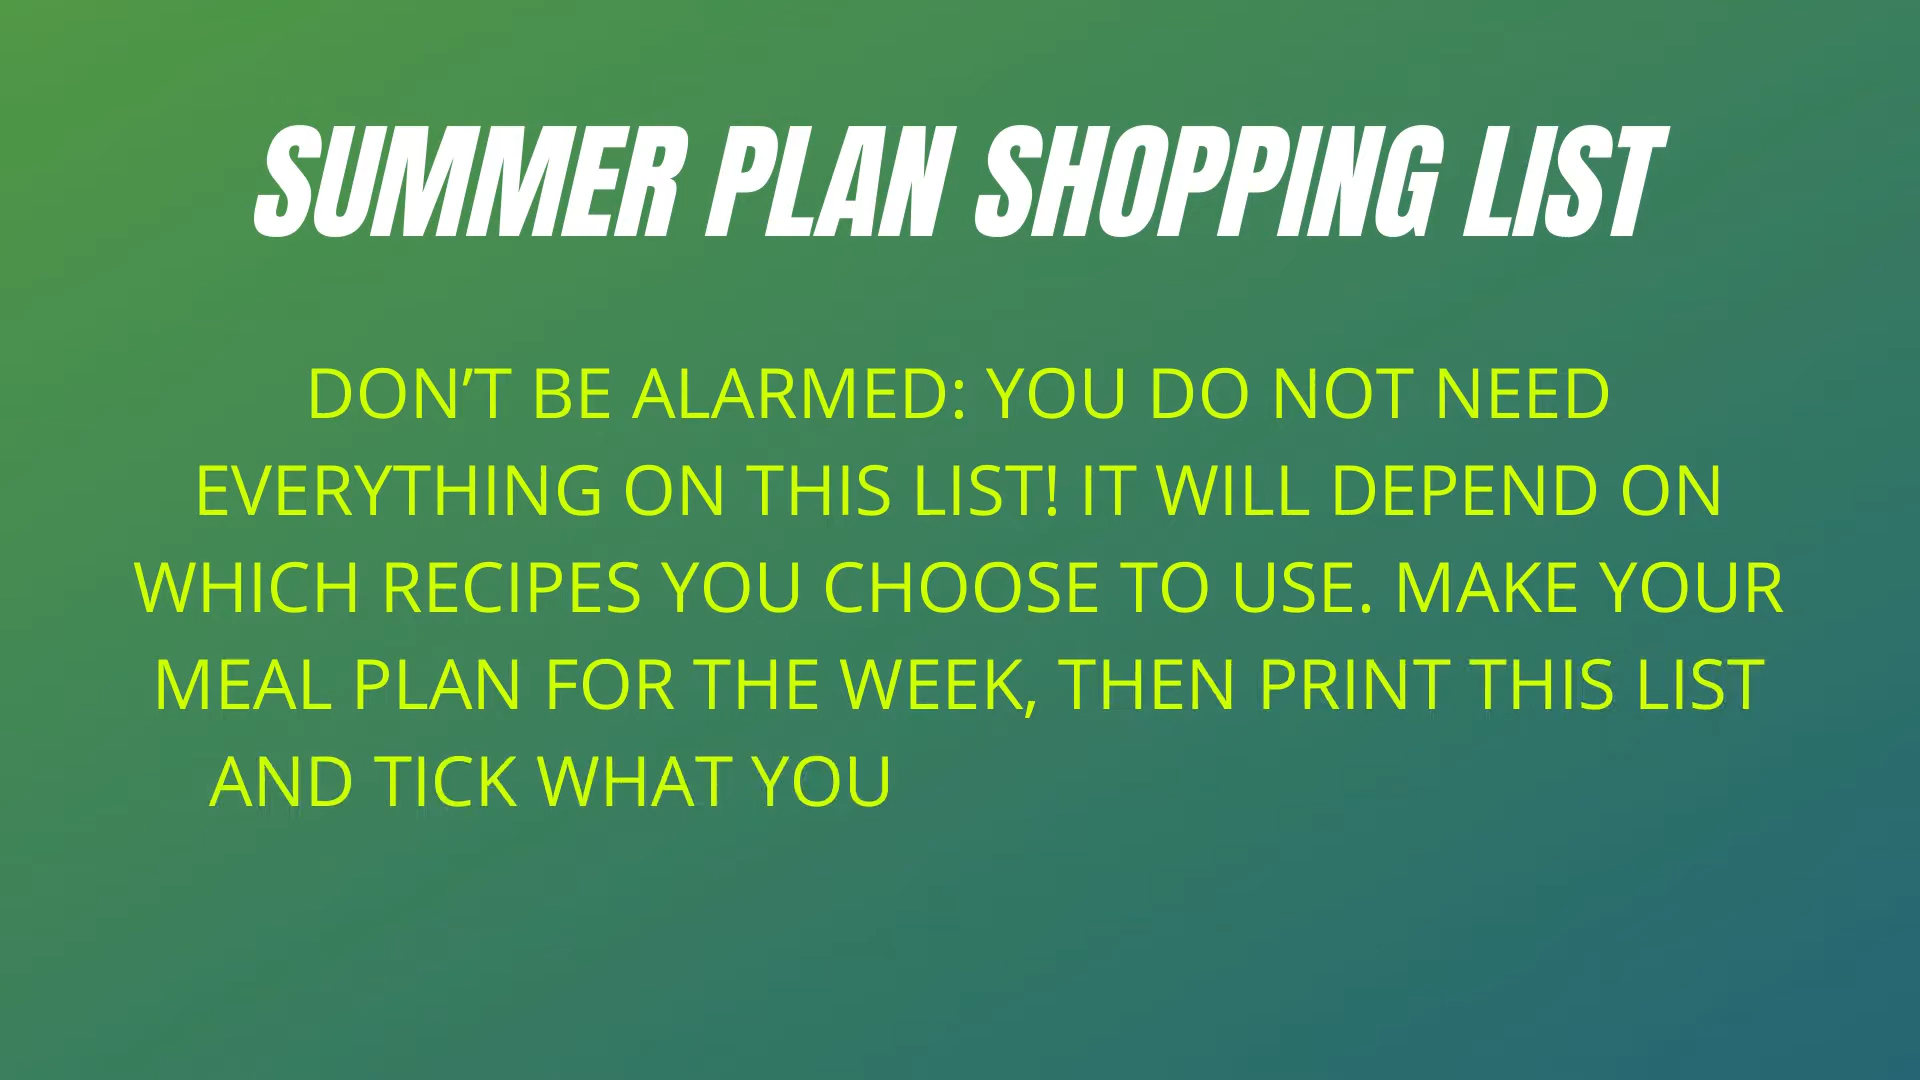 SUMMER PLAN SHOPPING LIST
DON’T BE ALARMED: YOU DO NOT NEED
EVERYTHING ON THIS LIST! IT WILL DEPEND ON
WHICH RECIPES YOU CHOOSE TO USE. MAKE YOUR
MEAL PLAN FOR THE WEEK, THEN PRINT THIS LIST
AND TICK WHAT YOU